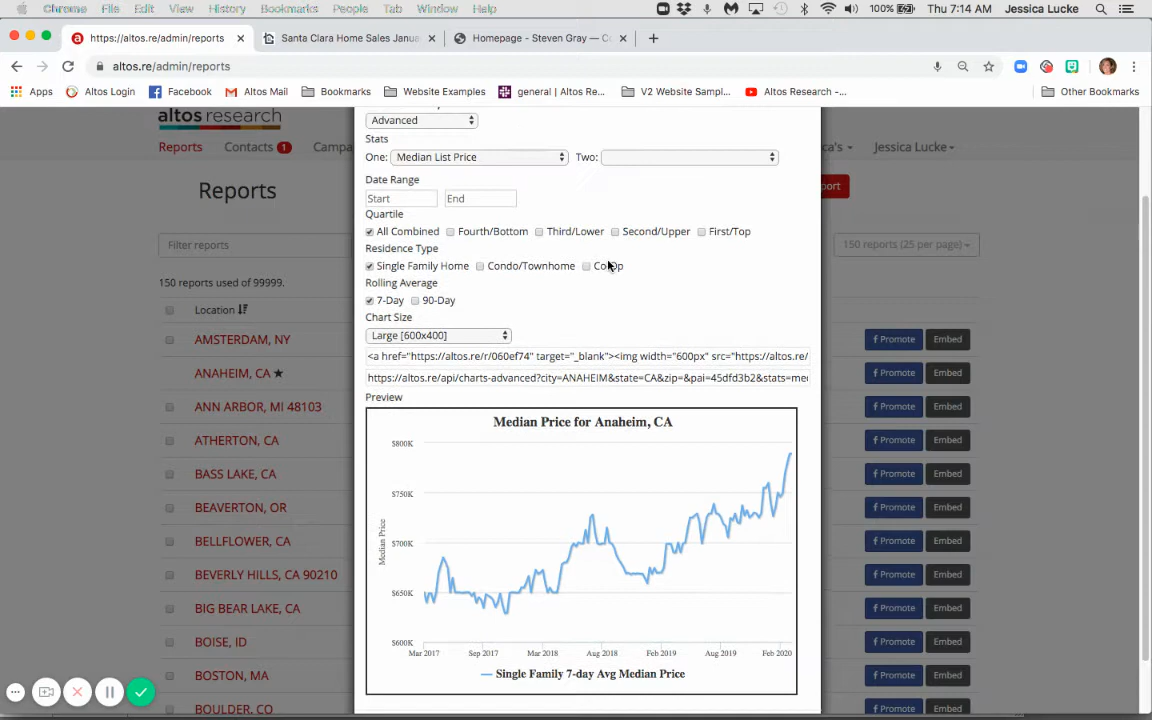 Chrome File Edit View History Bookmarks People Tab Window Help 100% Thu 7:14 AM Jessica Lucke
https://altos.re/admin/reports Santa Clara Home Sales Janua Homepage - Steven Gray — C
altos.re/admin/reports
Apps Altos Login Facebook Altos Mail Bookmarks Website Examples general | Altos Re... V2 Website Sampl... Altos Research -... Other Bookmarks
altos research
Reports Contacts 1 Campa ca's Jessica Lucke
Reports port
Filter reports 150 reports (25 per page)
150 reports used of 99999.
Location
AMSTERDAM, NY Promote Embed
ANAHEIM, CA ★ Promote Embed
ANN ARBOR, MI 48103 Promote Embed
ATHERTON, CA Promote Embed
BASS LAKE, CA Promote Embed
BEAVERTON, OR Promote Embed
BELLFLOWER, CA Promote Embed
BEVERLY HILLS, CA 90210 Promote Embed
BIG BEAR LAKE, CA Promote Embed
BOISE, ID Promote Embed
BOSTON, MA Promote Embed
BOULDER, CO Promote Embed
Advanced
Stats
One: Median List Price Two:
Date Range
Start End
Quartile
All Combined Fourth/Bottom Third/Lower Second/Upper First/Top
Residence Type
Single Family Home Condo/Townhome
Rolling Average
7-Day 90-Day
Chart Size
Large [600x400]
<a href="https://altos.re/r/060ef74" target="_blank"><img width="600px" src="https://altos.re/
https://altos.re/api/charts-advanced?city=ANAHEIM&state=CA&zip=&pai=45dfd3b2&stats=me
Preview
Median Price for Anaheim, CA
$800K
$750K
$700K
$650K
$600K
Median Price
Mar 2017 Sep 2017 Mar 2018 Aug 2018 Feb 2019 Aug 2019 Feb 2020
Single Family 7-day Avg Median Price